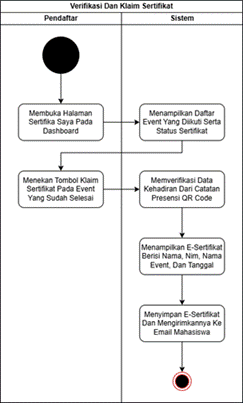 Verifikasi Dan Klaim Sertifikat
Pendaftar
Sistem
Membuka Halaman
Sertifika Saya Pada
Dashboard
Menampilkan Daftar
Event Yang Diikuti Serta
Status Sertifikat
Menekan Tombol Klaim
Sertifikat Pada Event
Yang Sudah Selesai
Memverifikasi Data
Kehadiran Dari Catatan
Presensi QR Code
Menampilkan E-Sertifikat
Berisi Nama, Nim, Nama
Event, Dan Tanggal
Menyimpan E-Sertifikat
Dan Mengirimkannya Ke
Email Mahasiswa